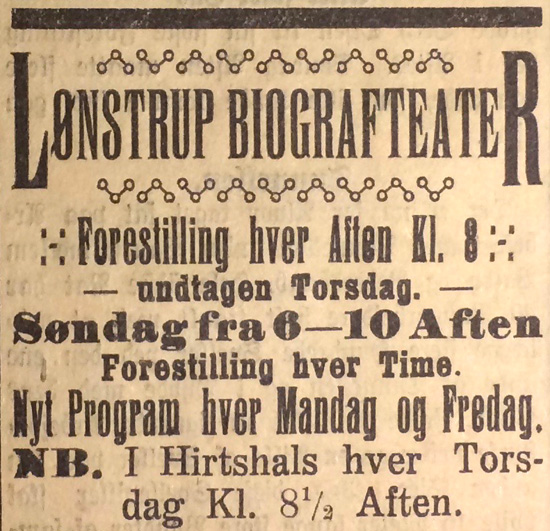 LØNSTRUP BIOGRAFTEATER
Forestilling hver Aften Kl. 8
— undtagen Torsdag. —
Søndag fra 6—10 Aften
Forestilling hver Time.
Nyt Program hver Mandag og Fredag.
NB. I Hirtshals hver Tors-
dag Kl. 8½ Aften.